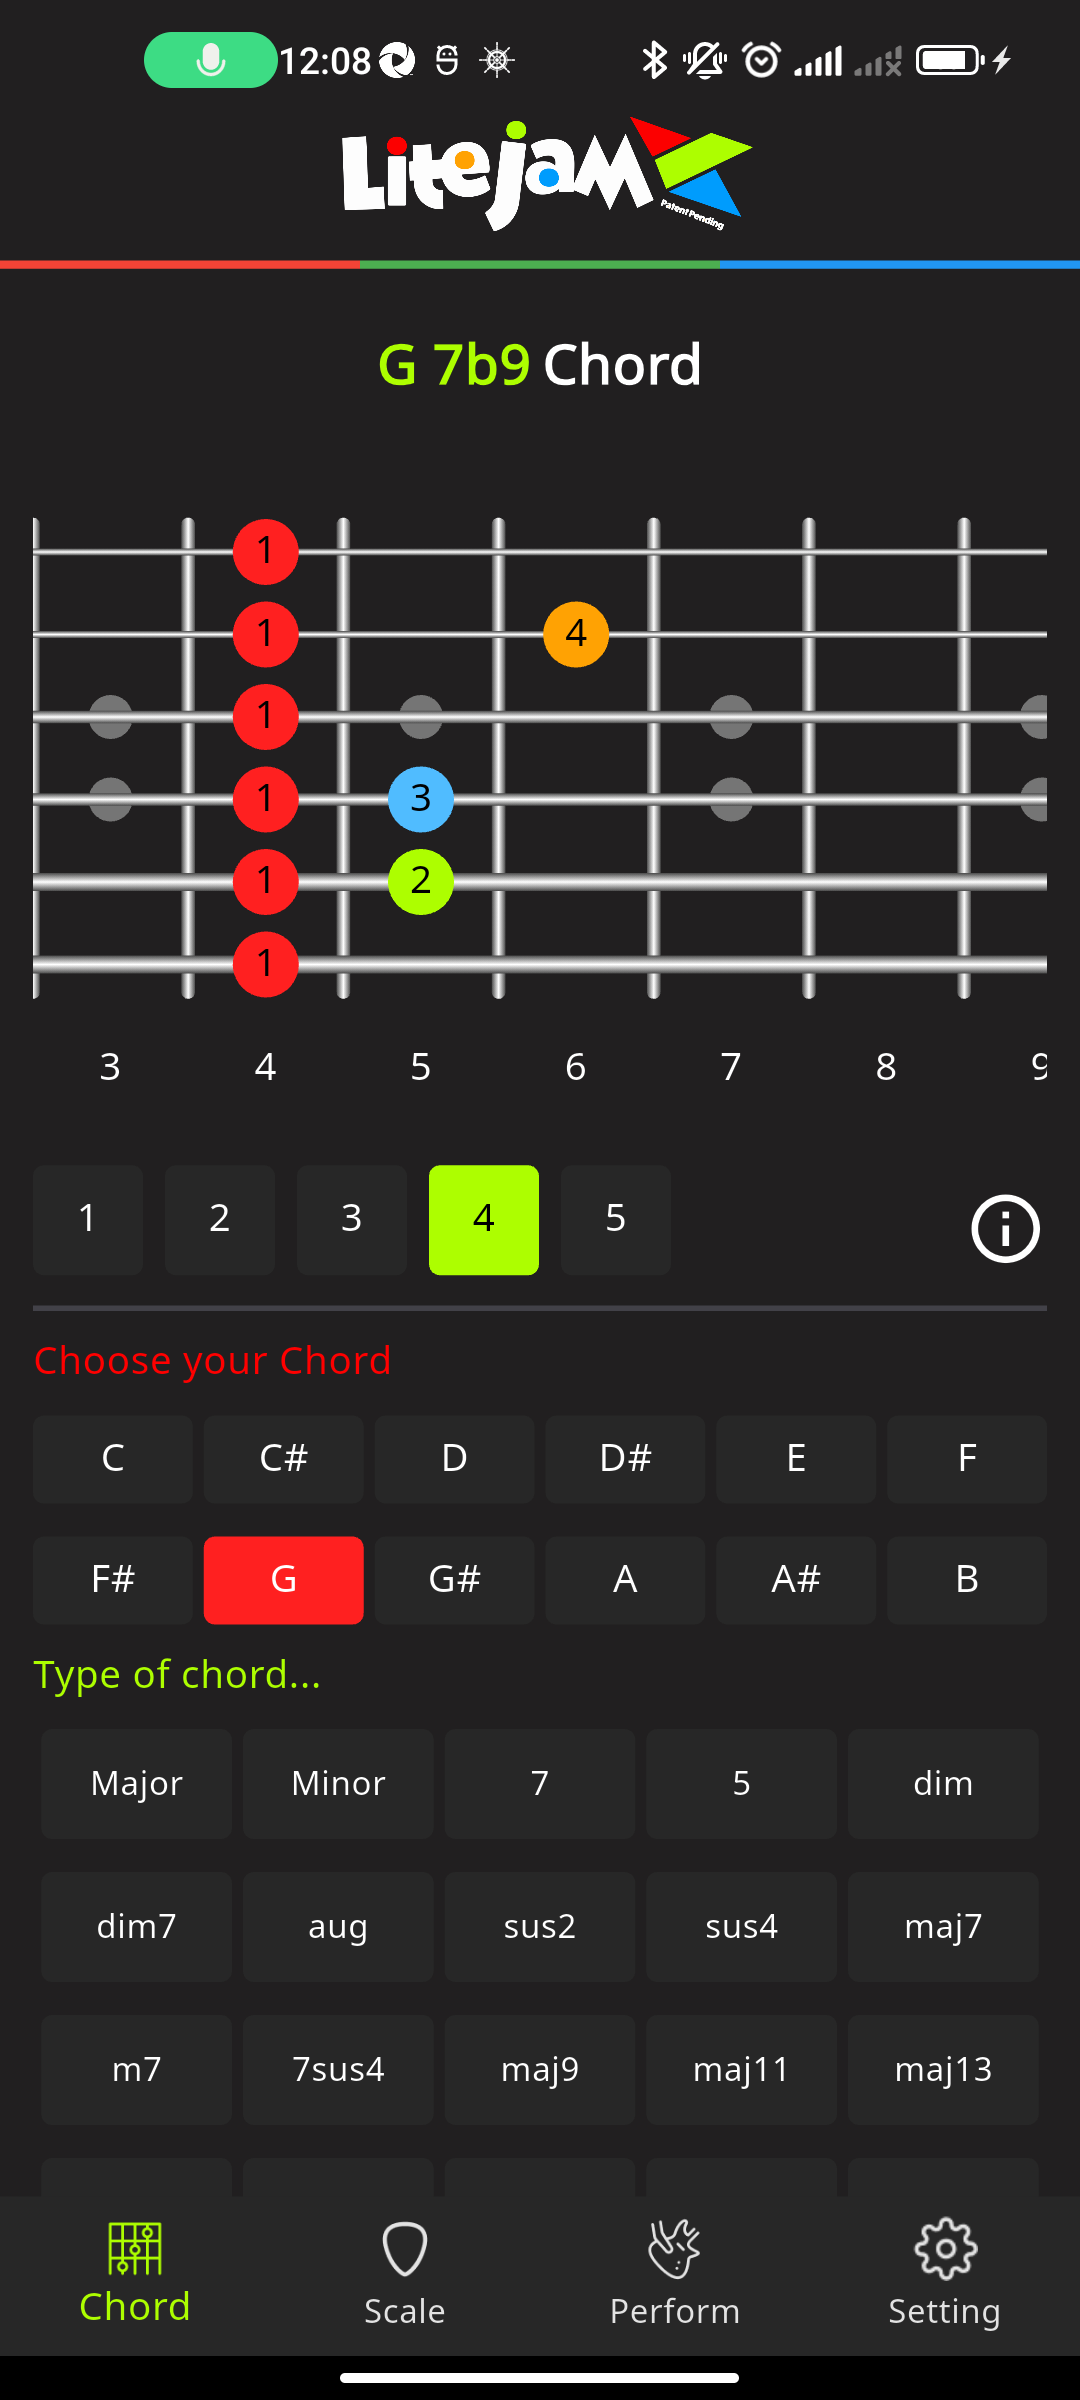 12:08
LiteJam
Patent Pending
G 7b9 Chord
1
1 4
1
1 3
1 2
1
3 4 5 6 7 8 9
1 2 3 4 5
Choose your Chord
C C# D D# E F
F# G G# A A# B
Type of chord...
Major Minor 7 5 dim
dim7 aug sus2 sus4 maj7
m7 7sus4 maj9 maj11 maj13
Chord Scale Perform Setting